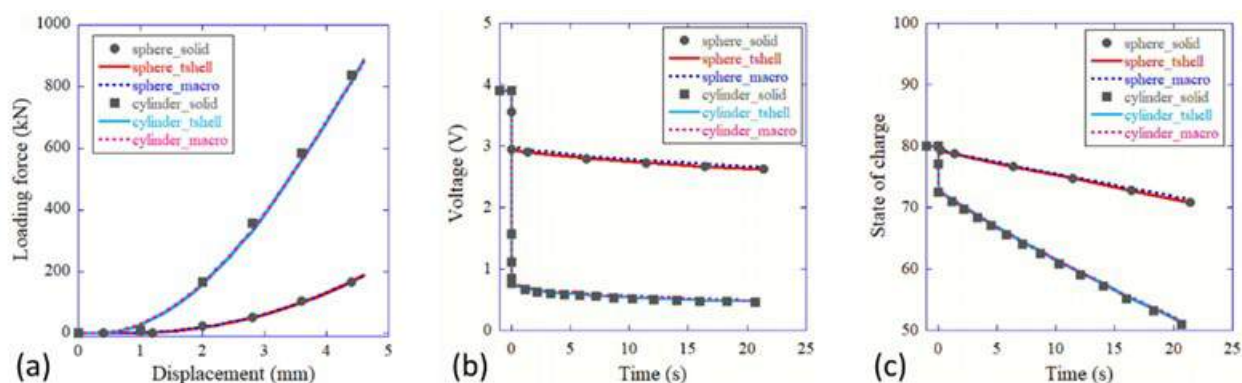 1000
800
600
400
200
0
Loading force (kN)
sphere_solid
sphere_tshell
sphere_macro
cylinder_solid
cylinder_tshell
cylinder_macro
0 1 2 3 4 5
Displacement (mm)
(a)
5
4
3
2
1
0
Voltage (V)
sphere_solid
sphere_tshell
sphere_macro
cylinder_solid
cylinder_tshell
cylinder_macro
0 5 10 15 20 25
Time (s)
(b)
100
90
80
70
60
50
State of charge
sphere_solid
sphere_tshell
sphere_macro
cylinder_solid
cylinder_tshell
cylinder_macro
0 5 10 15 20 25
Time (s)
(c)